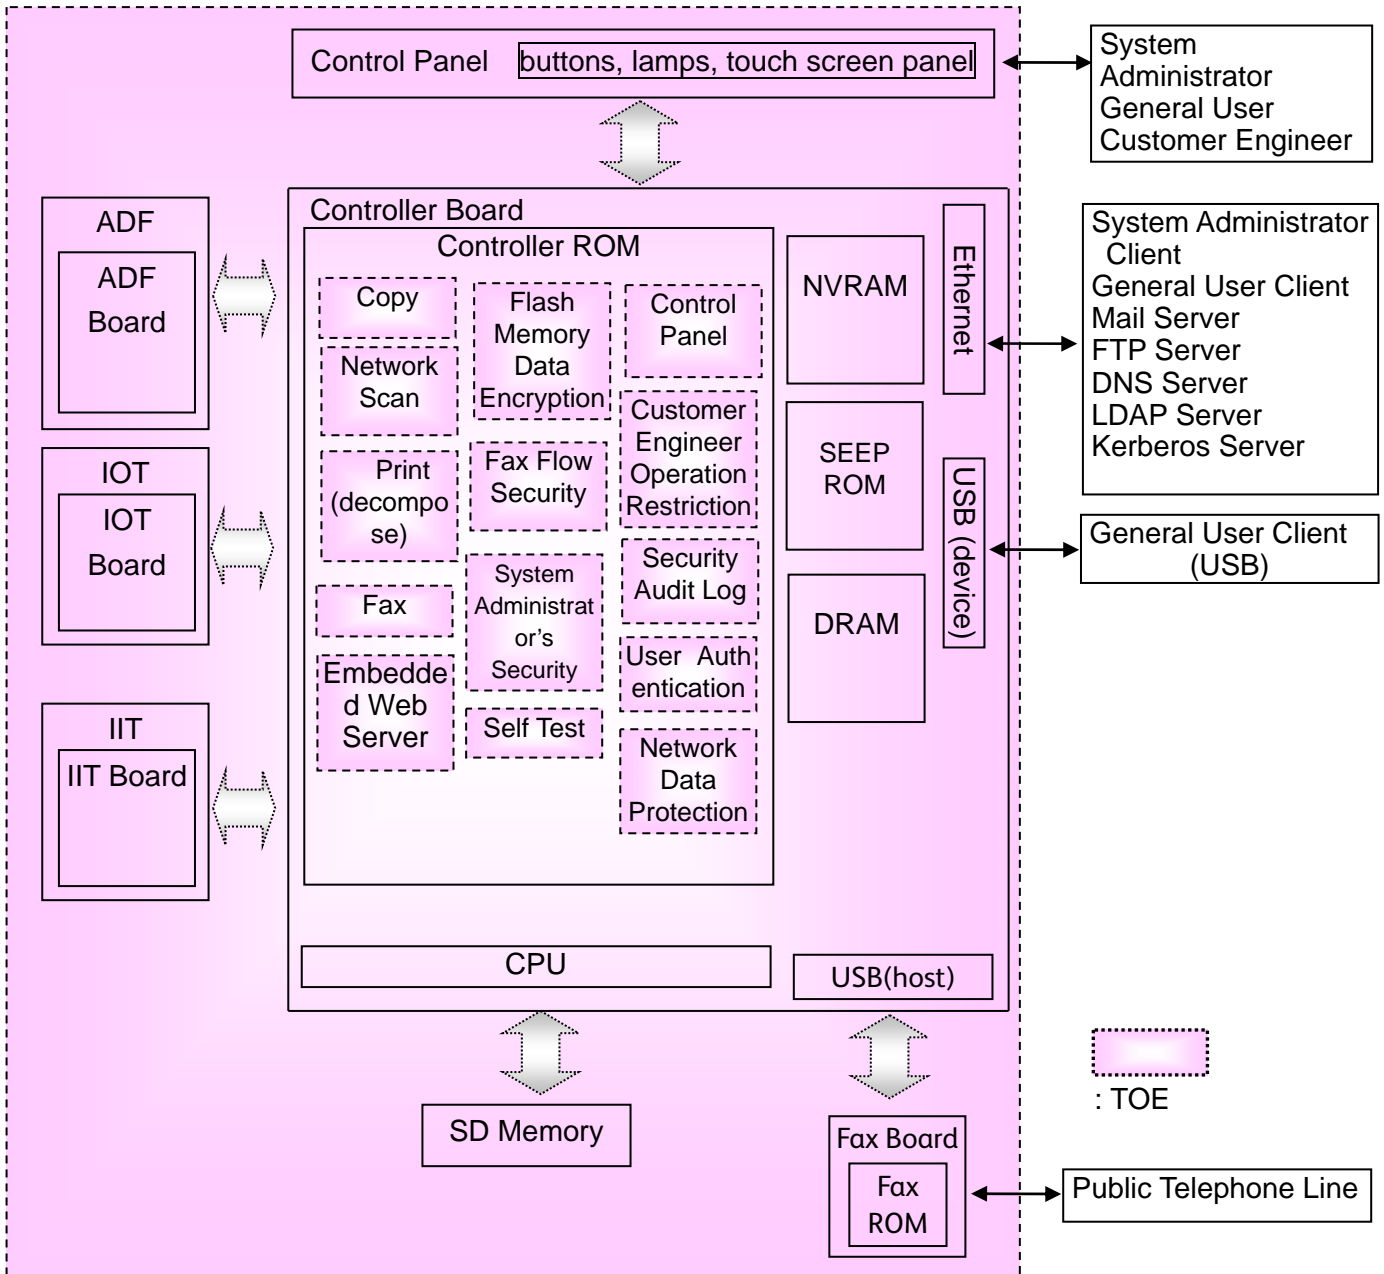 Control Panel
buttons, lamps, touch screen panel
System
Administrator
General User
Customer Engineer
ADF
ADF
Board
IOT
IOT
Board
IIT
IIT Board
Controller Board
Controller ROM
Copy
Network
Scan
Print
(decompo
se)
Fax
Embedde
d Web
Server
Flash
Memory
Data
Encryption
Fax Flow
Security
System
Administrat
or's
Security
Self Test
Control
Panel
Customer
Engineer
Operation
Restriction
Security
Audit Log
User Auth
entication
Network
Data
Protection
NVRAM
SEEP
ROM
DRAM
Ethernet
USB (device)
System Administrator
Client
General User Client
Mail Server
FTP Server
DNS Server
LDAP Server
Kerberos Server
General User Client
(USB)
CPU
USB(host)
SD Memory
Fax Board
Fax
ROM
: TOE
Public Telephone Line